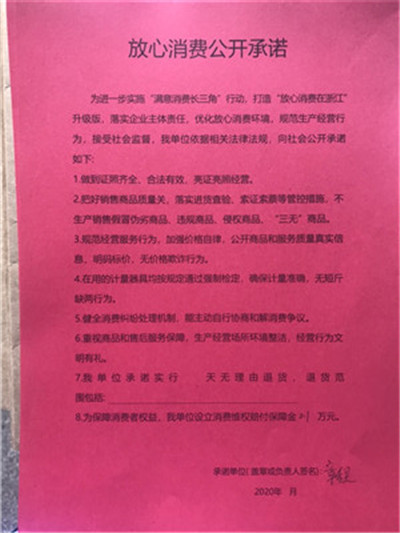 放心消费公开承诺
为进一步实施“满意消费长三角”行动，打造“放心消费在浙江”
升级版，落实企业主体责任，优化放心消费环境，规范生产经营行
为，接受社会监督，我单位依据相关法律法规，向社会公开承诺
如下：
1.做到证照齐全、合法有效，亮证亮照经营。
2.把好销售商品质量关，落实进货查验、索证索票等管控措施，不
生产销售假冒伪劣商品、违规商品、侵权商品、“三无”商品。
3.规范经营服务行为，加强价格自律，公开商品和服务质量真实信
息，明码标价，无价格欺诈行为。
4.在用的计量器具均按规定通过强制检定，确保计量准确，无短斤
缺两行为。
5.健全消费纠纷处理机制，能主动自行协商和解消费争议。
6.重视商品和售后服务保障，生产经营场所环境整洁，经营行为文
明有礼。
7.我单位承诺实行 天无理由退货，退货范
围包括：
8.为保障消费者权益，我单位设立消费维权赔付保障金 万元。
承诺单位（盖章或负责人签名）：
2020年 月